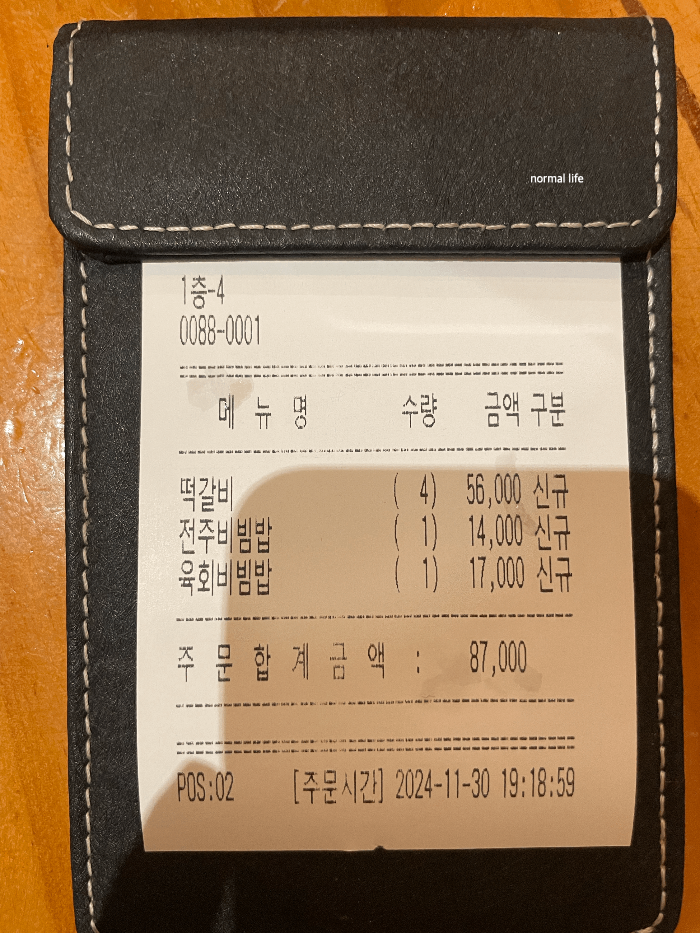 normal life
1층-4
0088-0001
메 뉴 명 수량 금액 구분
떡갈비 ( 4) 56,000 신규
전주비빔밥 ( 1) 14,000 신규
육회비빔밥 ( 1) 17,000 신규
주 문 합 계 금 액 : 87,000
POS:02 [주문시간] 2024-11-30 19:18:59